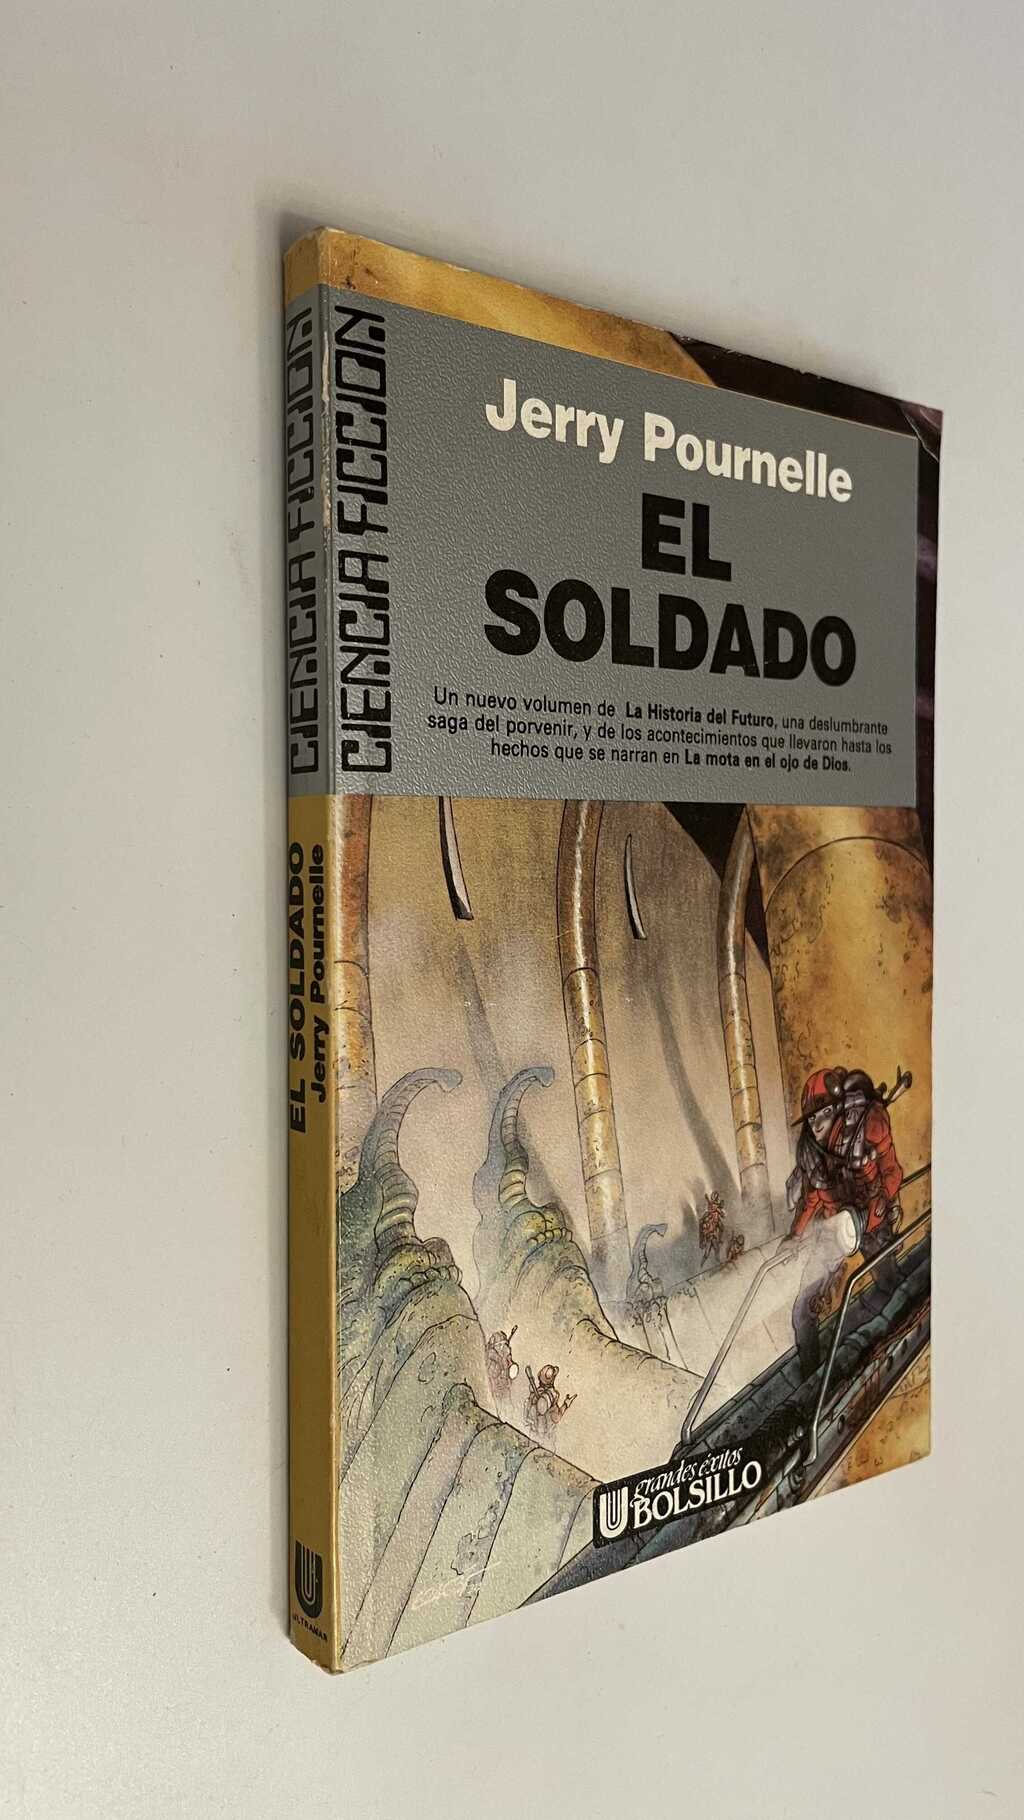 CIENCIA FICCION
EL SOLDADO
Jerry Pournelle
ULTRAMAR
CIENCIA FICCION
Jerry Pournelle
EL
SOLDADO
Un nuevo volumen de La Historia del Futuro, una deslumbrante
saga del porvenir, y de los acontecimientos que llevaron hasta los
hechos que se narran en La mota en el ojo de Dios.
grandes éxitos
BOLSILLO